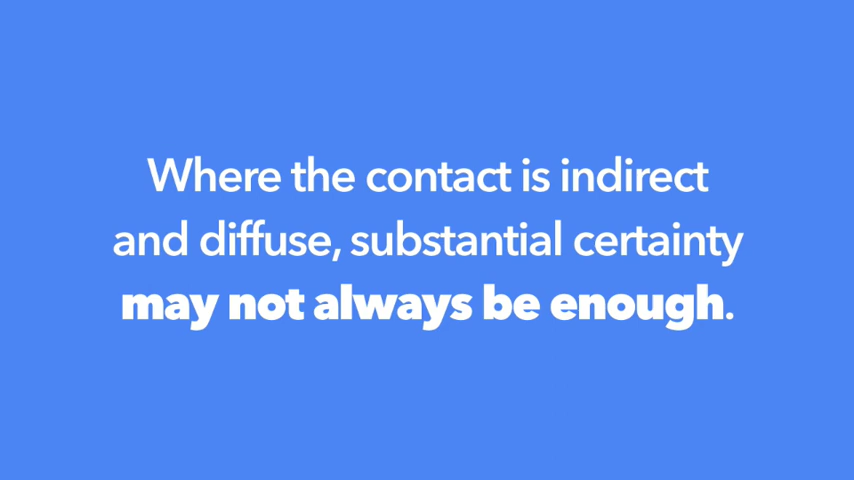 Where the contact is indirect
and diffuse, substantial certainty
may not always be enough.